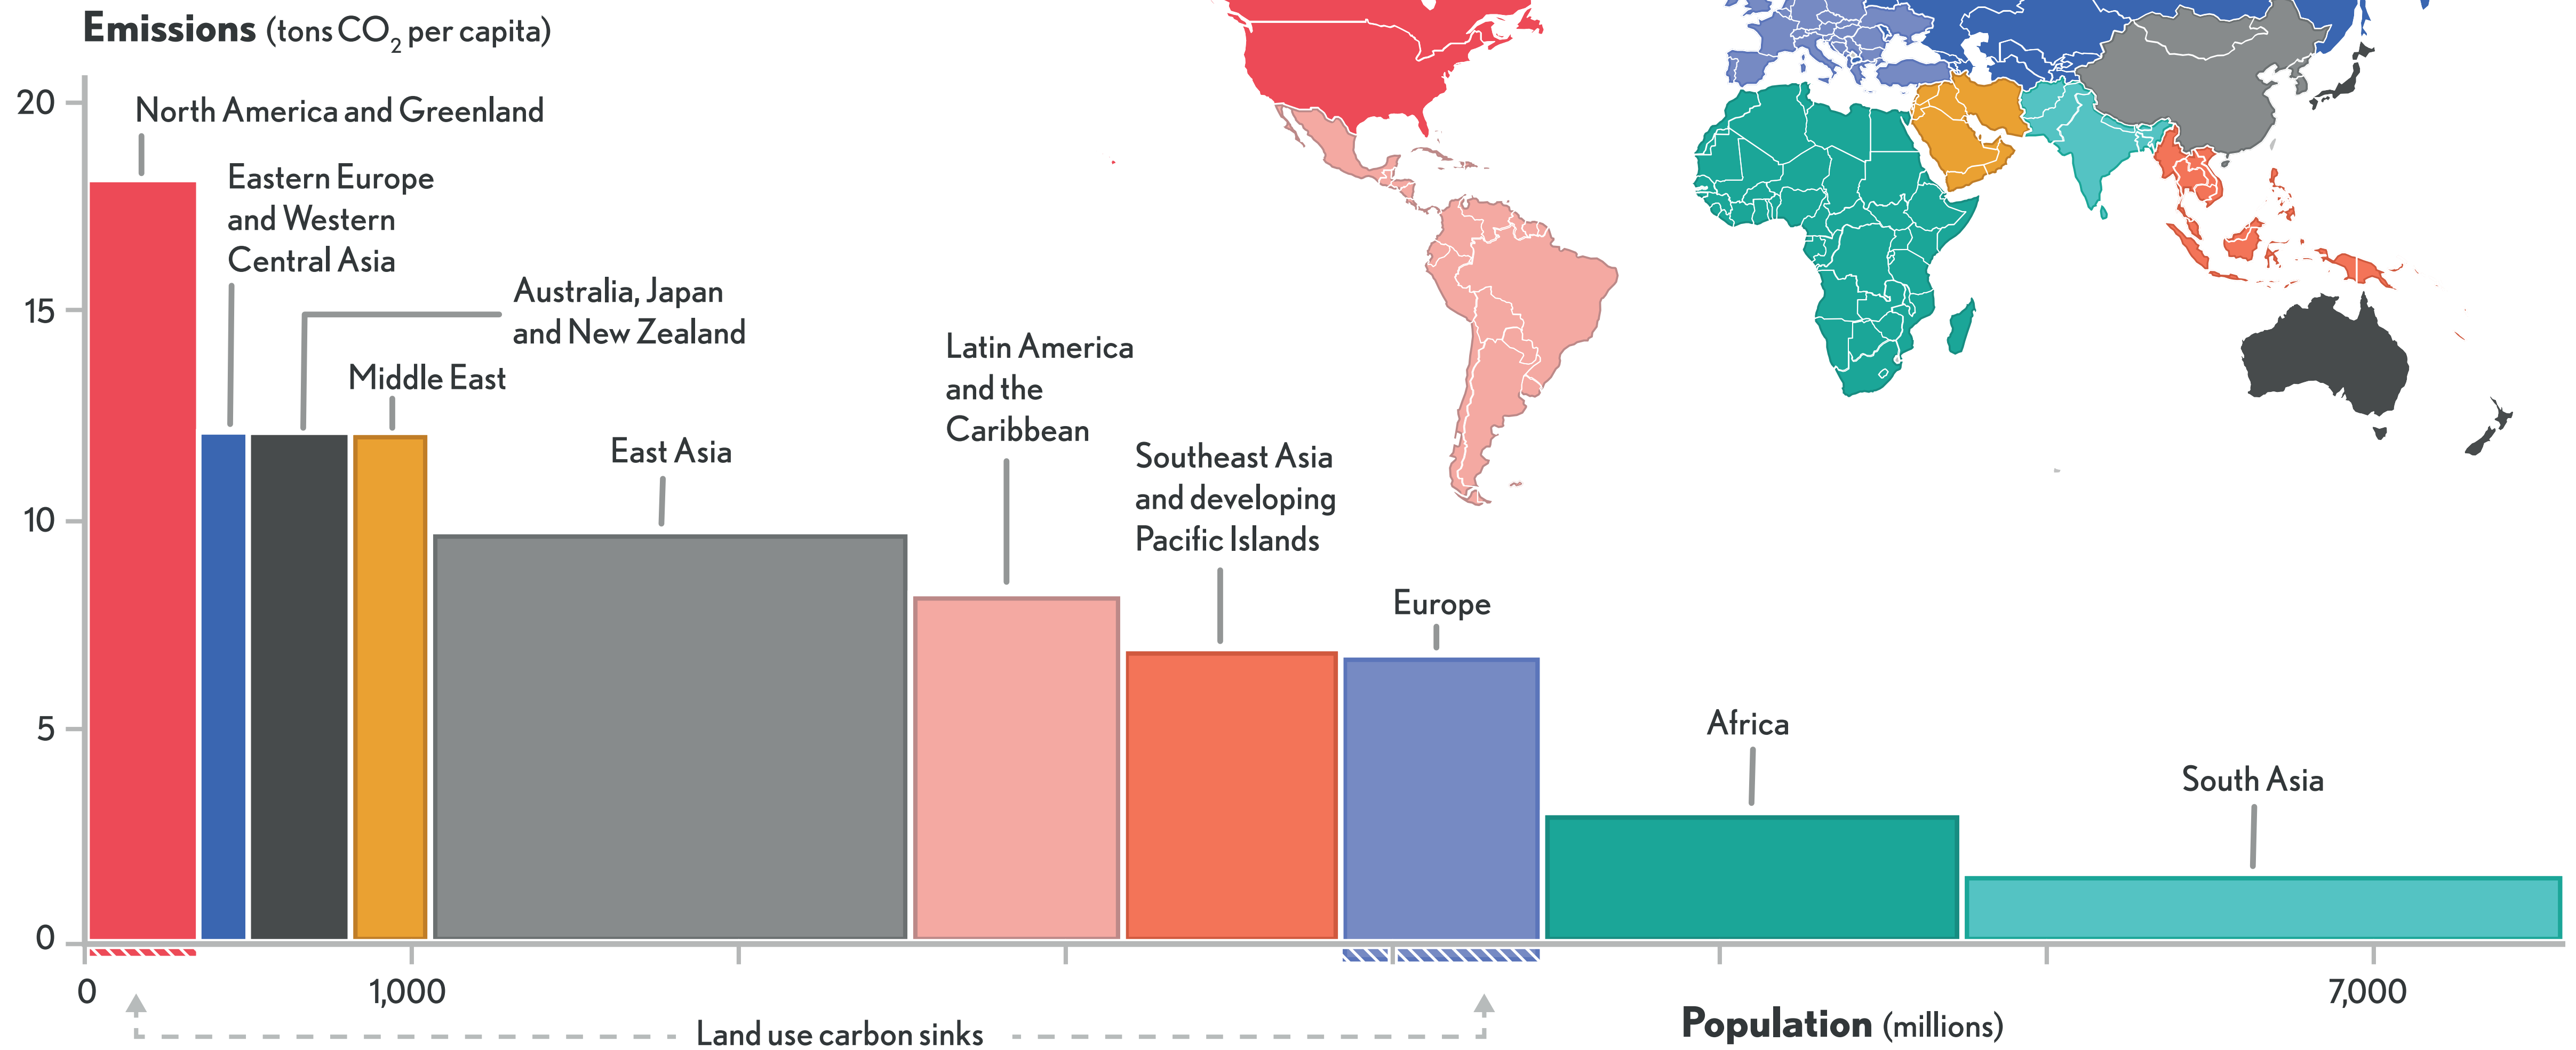 Emissions (tons CO₂ per capita)
20
15
10
5
0
North America and Greenland
Eastern Europe
and Western
Central Asia
Australia, Japan
and New Zealand
Middle East
East Asia
Latin America
and the
Caribbean
Southeast Asia
and developing
Pacific Islands
Europe
Africa
South Asia
0
1,000
7,000
Land use carbon sinks
Population (millions)